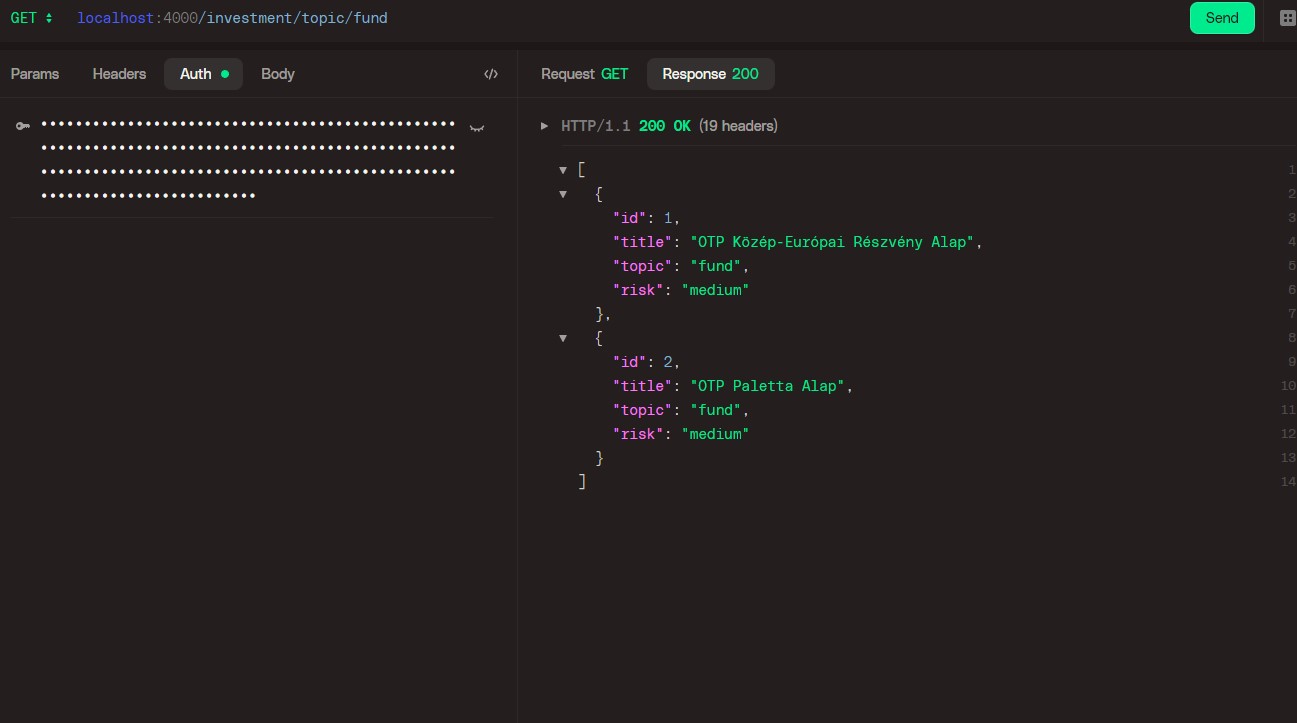 GET localhost:4000/investment/topic/fund Send
Params Headers Auth Body </> Request GET Response 200
HTTP/1.1 200 OK (19 headers)
[ 1
{ 2
"id": 1, 3
"title": "OTP Közép-Európai Részvény Alap", 4
"topic": "fund", 5
"risk": "medium" 6
}, 7
{ 8
"id": 2, 9
"title": "OTP Paletta Alap", 10
"topic": "fund", 11
"risk": "medium" 12
} 13
] 14